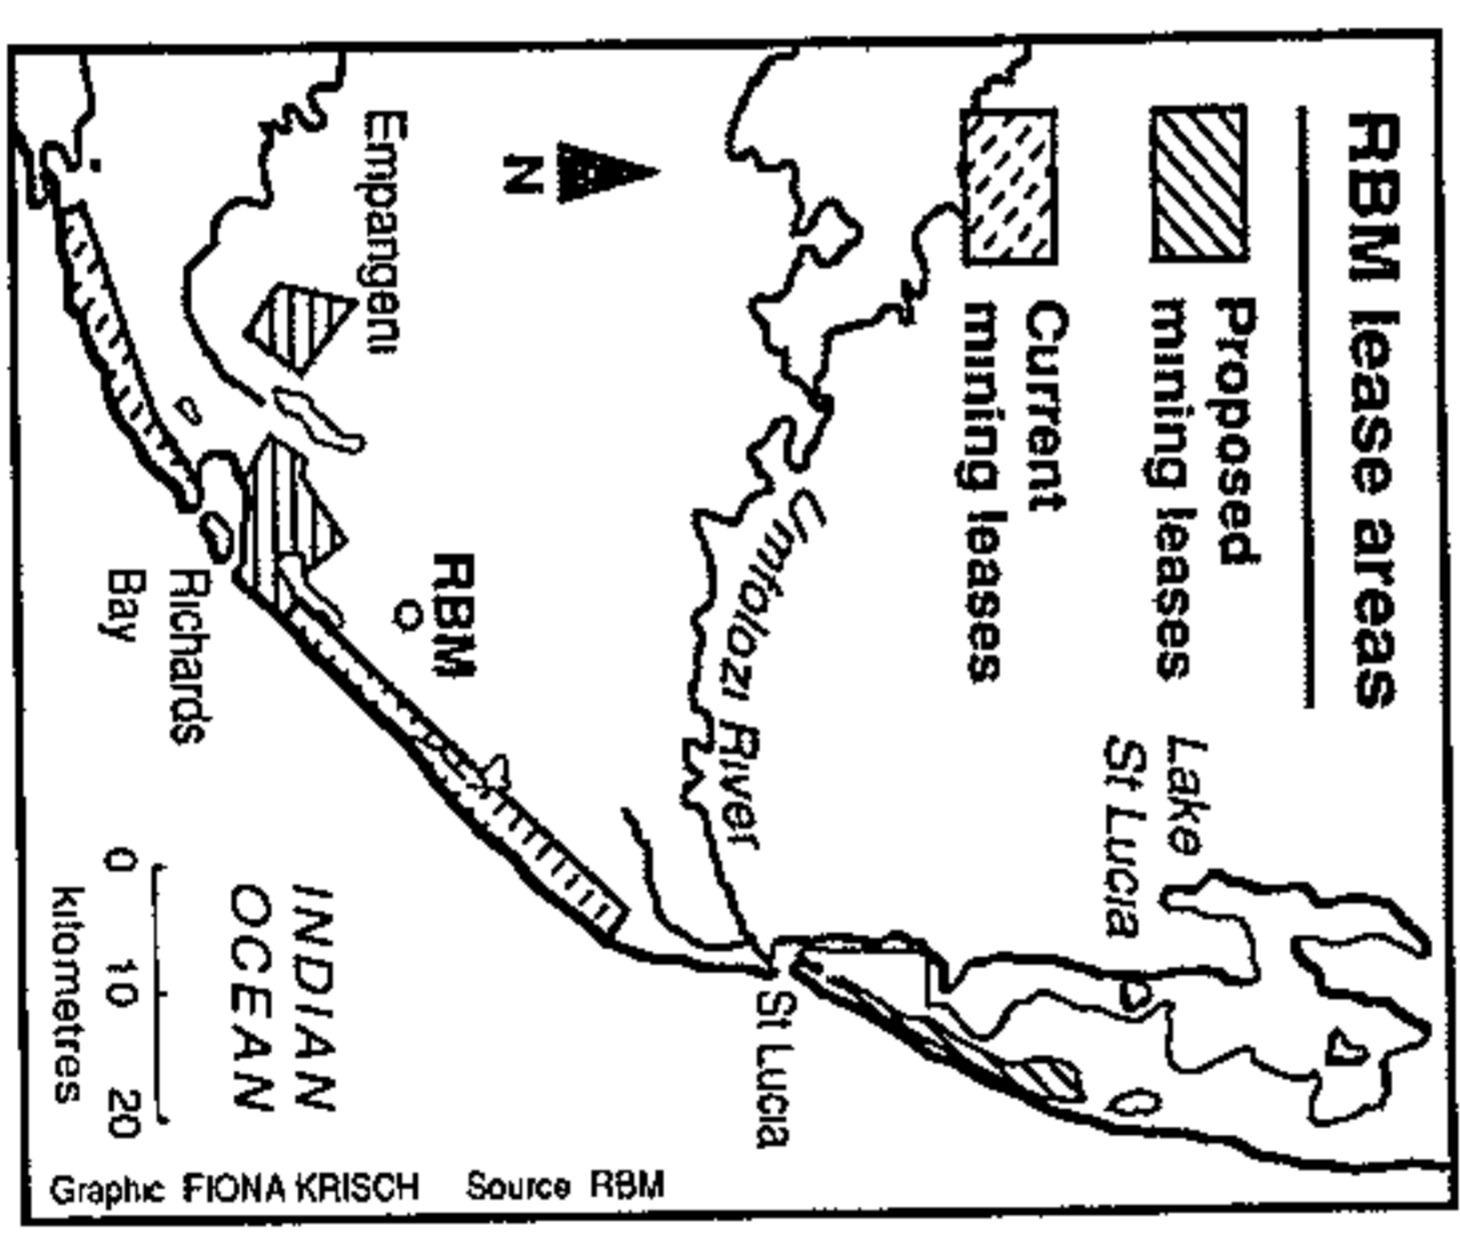 RBM lease areas
Proposed
mining leases
Current
mining leases
Lake
St Lucia
Umfolozi River
N
Empangeni
RBM
St Lucia
Richards
Bay
INDIAN
OCEAN
0 10 20
kilometres
Graphic FIONA KRISCH Source RBM